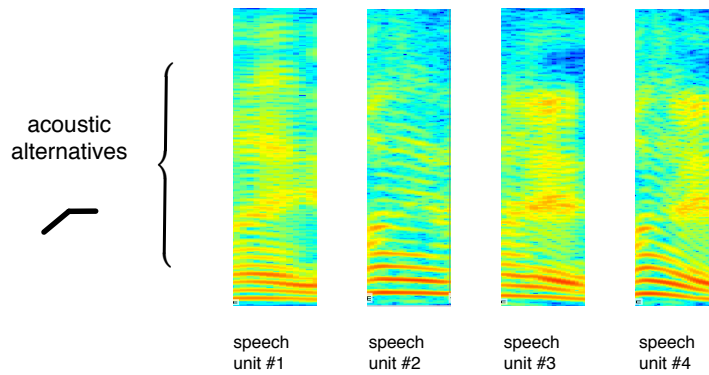 acoustic
alternatives
speech
unit #1
speech
unit #2
speech
unit #3
speech
unit #4